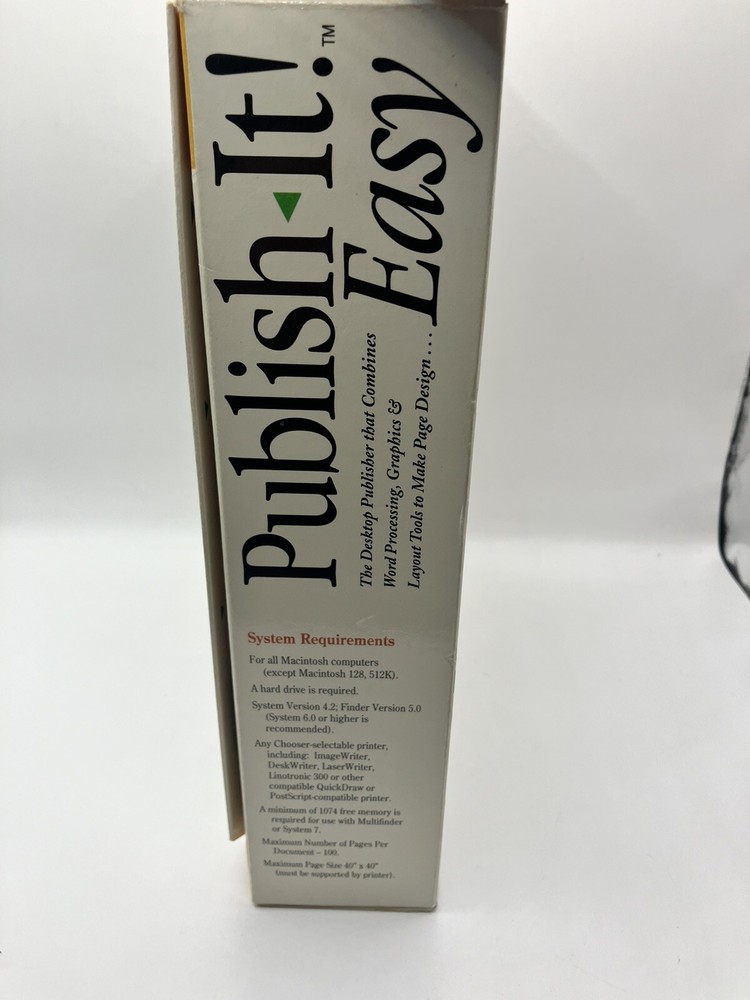 Publish It!™
Easy
The Desktop Publisher that Combines
Word Processing, Graphics &
Layout Tools to Make Page Design . . .
System Requirements
For all Macintosh computers
(except Macintosh 128, 512K).
A hard drive is required.
System Version 4.2; Finder Version 5.0
(System 6.0 or higher is
recommended).
Any Chooser-selectable printer,
including: ImageWriter,
DeskWriter, LaserWriter,
Linotronic 300 or other
compatible QuickDraw or
PostScript-compatible printer.
A minimum of 1074 free memory is
required for use with Multifinder
or System 7.
Maximum Number of Pages Per
Document – 100.
Maximum Page Size 40" x 40"
(must be supported by printer).